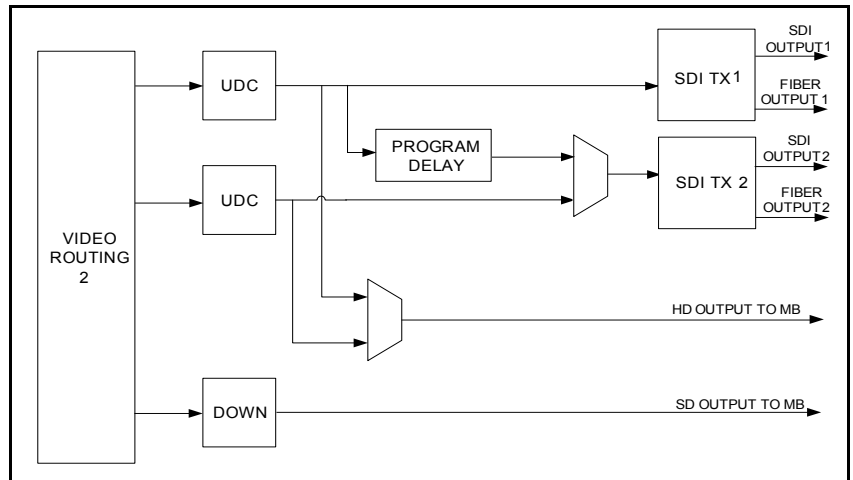 SDI
OUTPUT1
UDC
SDI TX1
FIBER
OUTPUT 1
PROGRAM
DELAY
SDI
OUTPUT2
UDC
SDI TX 2
FIBER
OUTPUT2
VIDEO
ROUTING
2
HD OUTPUT TO MB
DOWN
SD OUTPUT TO MB